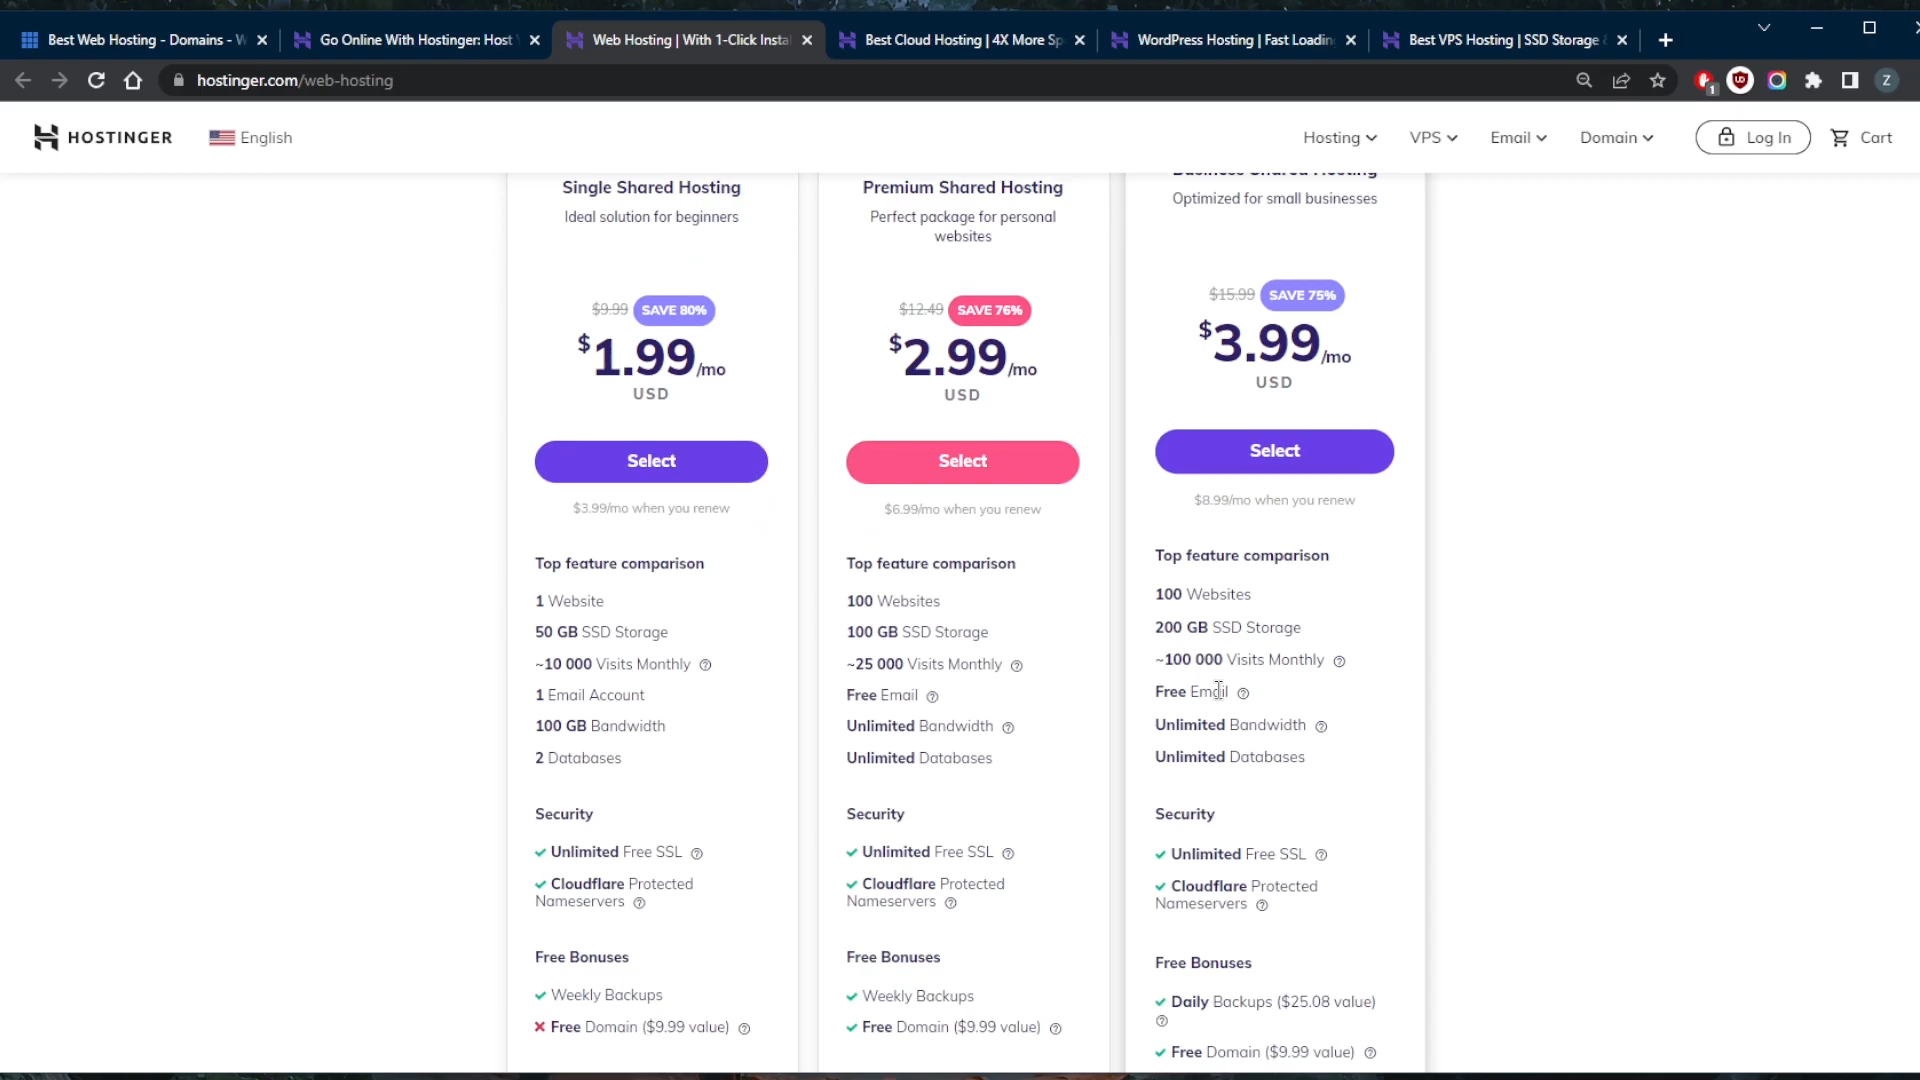 Best Web Hosting - Domains - W
Go Online With Hostinger: Host
Web Hosting | With 1-Click Insta
Best Cloud Hosting | 4X More Sp
WordPress Hosting | Fast Loadin
Best VPS Hosting | SSD Storage
hostinger.com/web-hosting
1
Z
HOSTINGER
English
Hosting
VPS
Email
Domain
Log In
Cart
Single Shared Hosting
Ideal solution for beginners
$9.99 SAVE 80%
$1.99/mo
USD
Select
$3.99/mo when you renew
Top feature comparison
1 Website
50 GB SSD Storage
~10 000 Visits Monthly
1 Email Account
100 GB Bandwidth
2 Databases
Security
Unlimited Free SSL
Cloudflare Protected
Nameservers
Free Bonuses
Weekly Backups
Free Domain ($9.99 value)
Premium Shared Hosting
Perfect package for personal
websites
$12.49 SAVE 76%
$2.99/mo
USD
Select
$6.99/mo when you renew
Top feature comparison
100 Websites
100 GB SSD Storage
~25 000 Visits Monthly
Free Email
Unlimited Bandwidth
Unlimited Databases
Security
Unlimited Free SSL
Cloudflare Protected
Nameservers
Free Bonuses
Weekly Backups
Free Domain ($9.99 value)
Business Shared Hosting
Optimized for small businesses
$15.99 SAVE 75%
$3.99/mo
USD
Select
$8.99/mo when you renew
Top feature comparison
100 Websites
200 GB SSD Storage
~100 000 Visits Monthly
Free Email
Unlimited Bandwidth
Unlimited Databases
Security
Unlimited Free SSL
Cloudflare Protected
Nameservers
Free Bonuses
Daily Backups ($25.08 value)
Free Domain ($9.99 value)